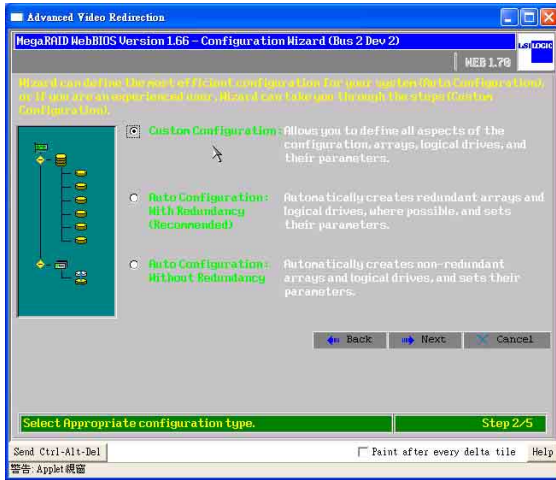 Advanced Video Redirection
MegaRAID WebBIOS Version 1.66 – Configuration Wizard (Bus 2 Dev 2)
LSI LOGIC
WEB 1.78
Wizard can define the most efficient configuration for your system (Auto Configuration),
or if you are an experienced user, Wizard can take you through the steps (Custom
Configuration).
Custom Configuration: Allows you to define all aspects of the
configuration, arrays, logical drives, and
their parameters.
Auto Configuration: Automatically creates redundant arrays and
With Redundancy logical drives, where possible, and sets
(Recommended) their parameters.
Auto Configuration: Automatically creates non-redundant
Without Redundancy arrays and logical drives, and sets their
parameters.
Back Next Cancel
Select Appropriate configuration type. Step 2/5
Send Ctrl-Alt-Del Paint after every delta tile Help
警告: Applet 視窗